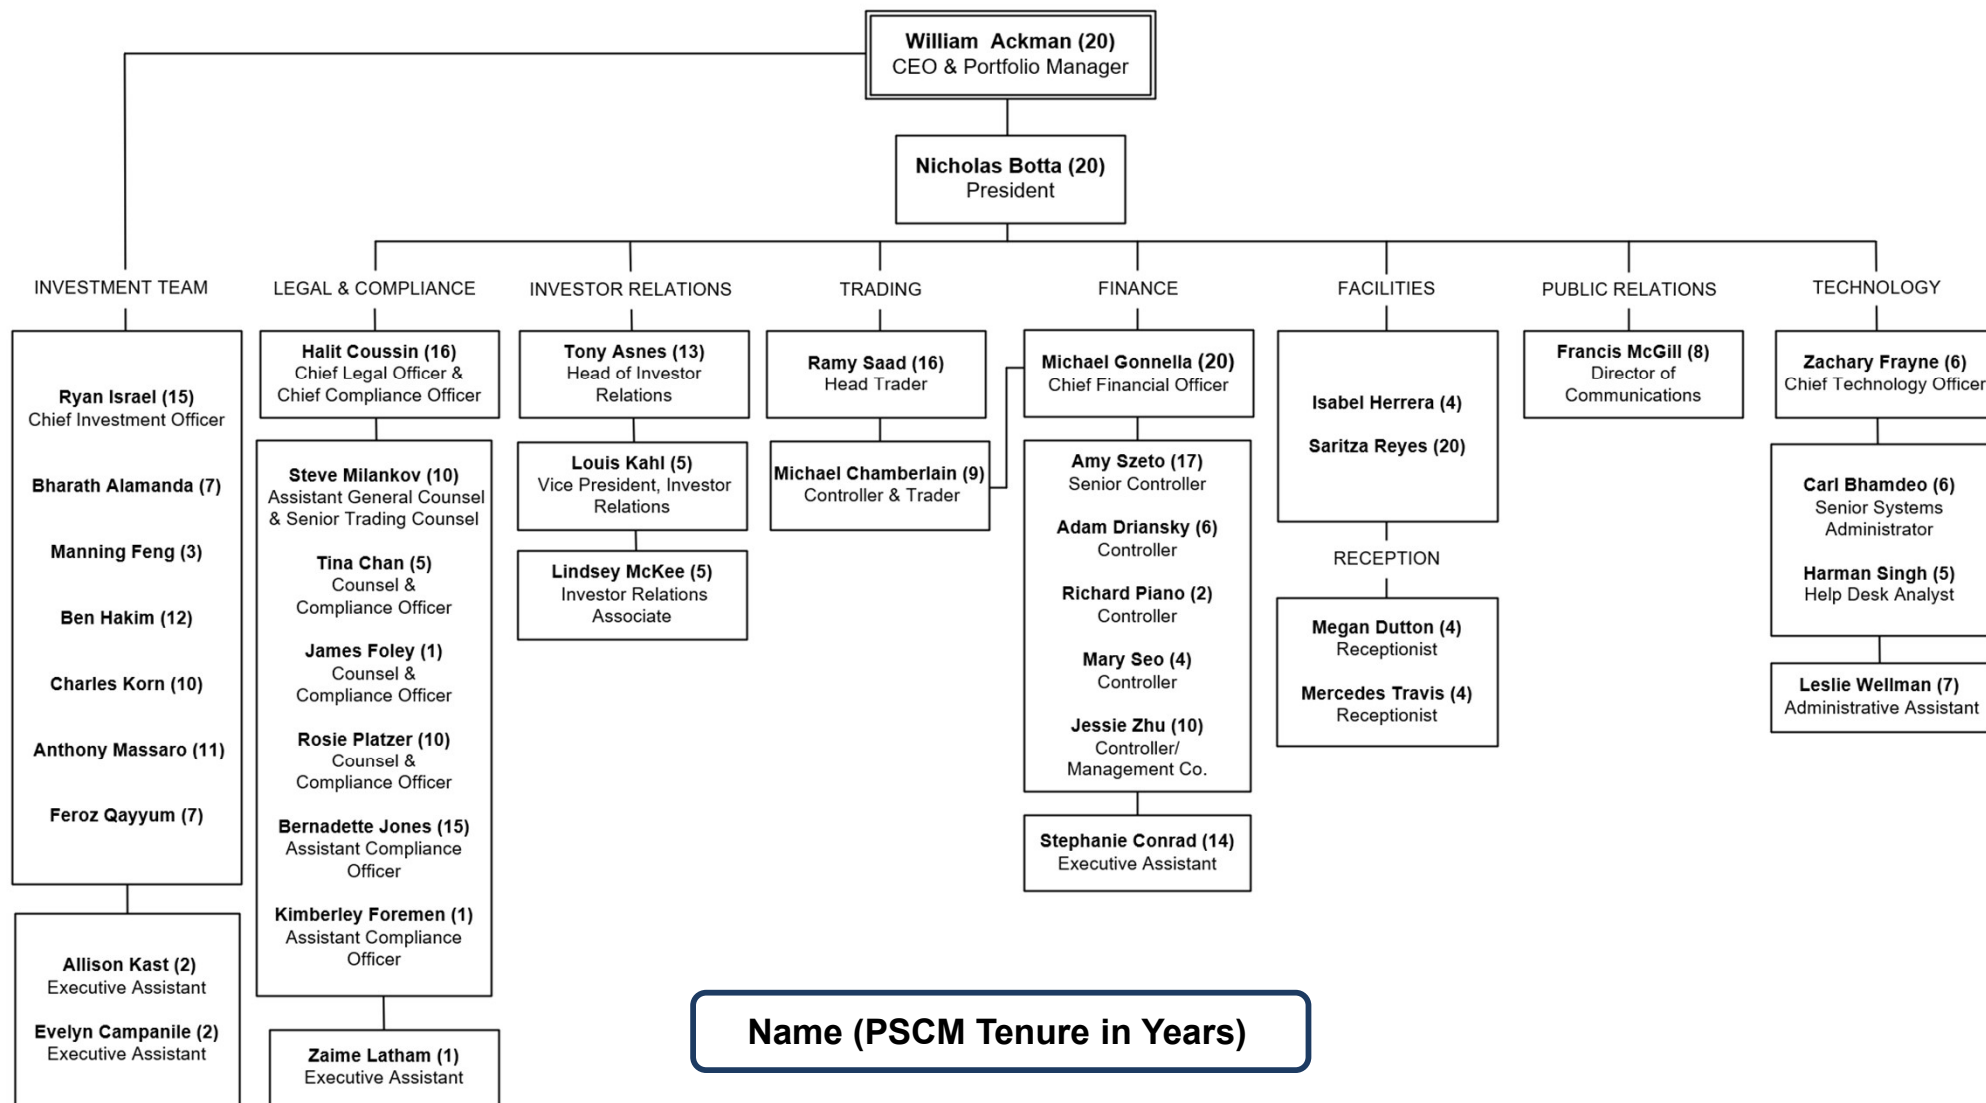 William Ackman (20)
CEO & Portfolio Manager
Nicholas Botta (20)
President
INVESTMENT TEAM
Ryan Israel (15)
Chief Investment Officer
Bharath Alamanda (7)
Manning Feng (3)
Ben Hakim (12)
Charles Korn (10)
Anthony Massaro (11)
Feroz Qayyum (7)
Allison Kast (2)
Executive Assistant
Evelyn Campanile (2)
Executive Assistant
LEGAL & COMPLIANCE
Halit Coussin (16)
Chief Legal Officer &
Chief Compliance Officer
Steve Milankov (10)
Assistant General Counsel
& Senior Trading Counsel
Tina Chan (5)
Counsel &
Compliance Officer
James Foley (1)
Counsel &
Compliance Officer
Rosie Platzer (10)
Counsel &
Compliance Officer
Bernadette Jones (15)
Assistant Compliance
Officer
Kimberley Foremen (1)
Assistant Compliance
Officer
Zaime Latham (1)
Executive Assistant
INVESTOR RELATIONS
Tony Asnes (13)
Head of Investor
Relations
Louis Kahl (5)
Vice President, Investor
Relations
Lindsey McKee (5)
Investor Relations
Associate
TRADING
Ramy Saad (16)
Head Trader
Michael Chamberlain (9)
Controller & Trader
FINANCE
Michael Gonnella (20)
Chief Financial Officer
Amy Szeto (17)
Senior Controller
Adam Driansky (6)
Controller
Richard Piano (2)
Controller
Mary Seo (4)
Controller
Jessie Zhu (10)
Controller/
Management Co.
Stephanie Conrad (14)
Executive Assistant
FACILITIES
Isabel Herrera (4)
Saritza Reyes (20)
RECEPTION
Megan Dutton (4)
Receptionist
Mercedes Travis (4)
Receptionist
PUBLIC RELATIONS
Francis McGill (8)
Director of
Communications
TECHNOLOGY
Zachary Frayne (6)
Chief Technology Officer
Carl Bhamdeo (6)
Senior Systems
Administrator
Harman Singh (5)
Help Desk Analyst
Leslie Wellman (7)
Administrative Assistant
Name (PSCM Tenure in Years)